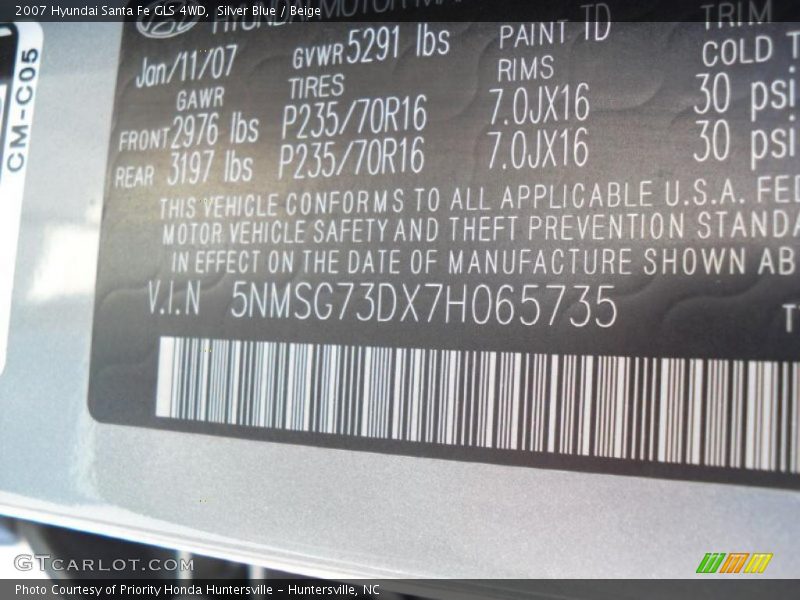 2007 Hyundai Santa Fe GLS 4WD, Silver Blue / Beige
HYUNDAI MOTOR
Jan/11/07 GVWR 5291 lbs PAINT TD TRIM
GAWR TIRES RIMS COLD
FRONT 2976 lbs P235/70R16 7.0JX16 30 psi
REAR 3197 lbs P235/70R16 7.0JX16 30 psi
THIS VEHICLE CONFORMS TO ALL APPLICABLE U.S.A. FED
MOTOR VEHICLE SAFETY AND THEFT PREVENTION STANDA
IN EFFECT ON THE DATE OF MANUFACTURE SHOWN AB
V.I.N 5NMSG73DX7H065735
CM-C05
GTCARLOT.COM
Photo Courtesy of Priority Honda Huntersville – Huntersville, NC